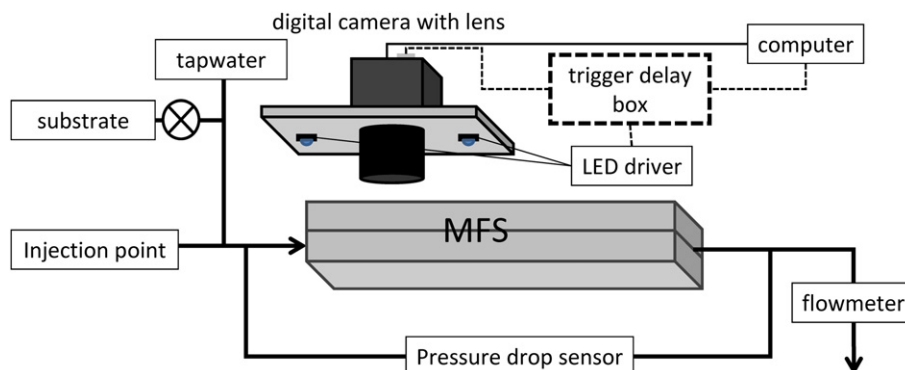 digital camera with lens
tapwater
computer
trigger delay
box
substrate
LED driver
MFS
Injection point
flowmeter
Pressure drop sensor